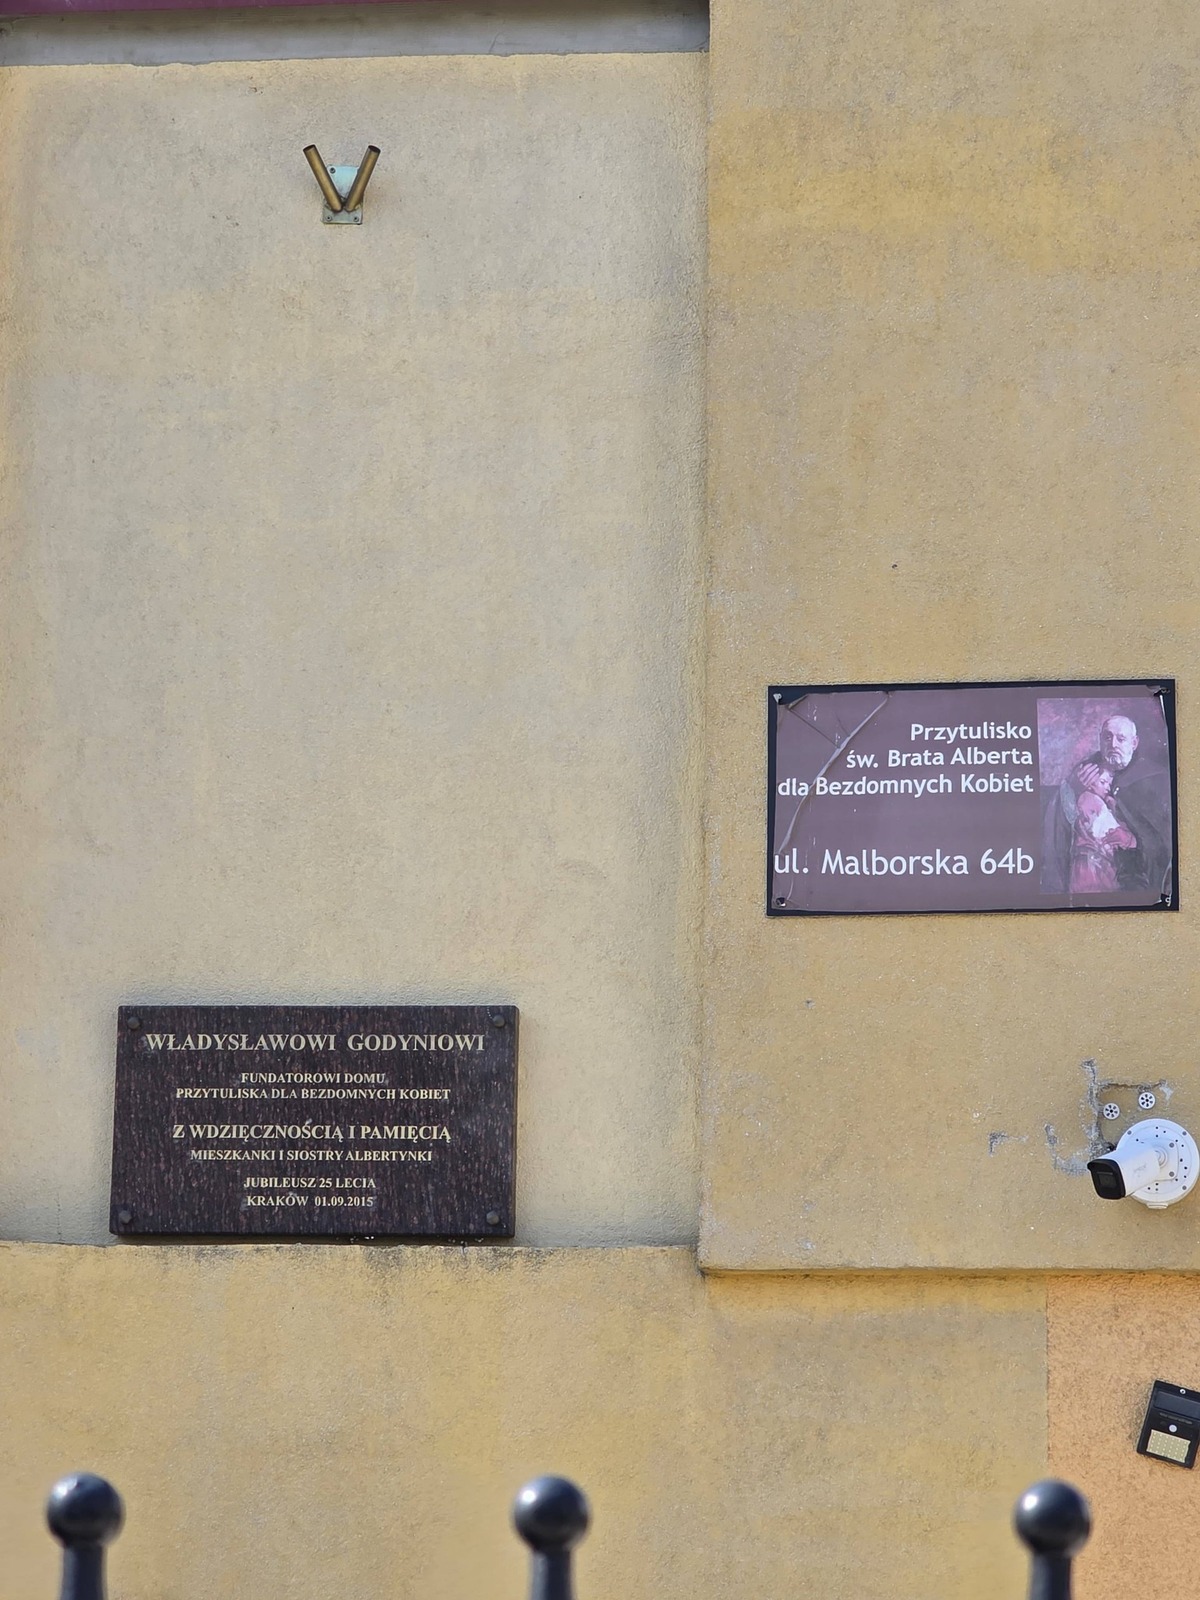 WŁADYSŁAWOWI GODYNIOWI
FUNDATOROWI DOMU
PRZYTULISKA DLA BEZDOMNYCH KOBIET
Z WDZIĘCZNOŚCIĄ I PAMIĘCIĄ
MIESZKANKI I SIOSTRY ALBERTYNKI
JUBILEUSZ 25 LECIA
KRAKÓW 01.09.2015
Przytulisko
św. Brata Alberta
dla Bezdomnych Kobiet
ul. Malborska 64b